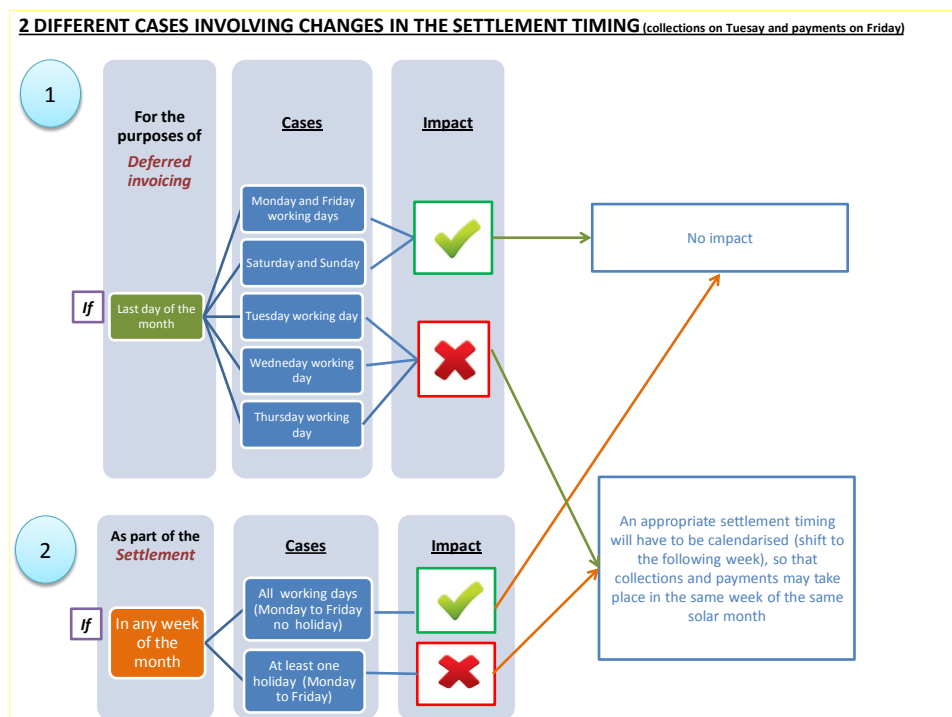 2 DIFFERENT CASES INVOLVING CHANGES IN THE SETTLEMENT TIMING (collections on Tuesay and payments on Friday)
1
For the
purposes of
Deferred
invoicing
Cases
Impact
If
Last day of the
month
Monday and Friday
working days
Saturday and Sunday
Tuesday working day
Wedneday working
day
Thursday working
day
No impact
An appropriate settlement timing
will have to be calendarised (shift to
the following week), so that
collections and payments may take
place in the same week of the same
solar month
2
As part of the
Settlement
Cases
Impact
If
In any week
of the
month
All working days
(Monday to Friday
no holiday)
At least one
holiday (Monday
to Friday)